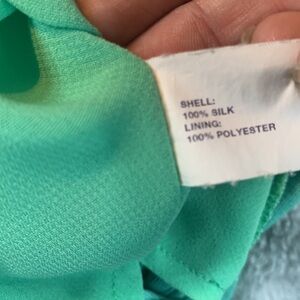 SHELL:
100% SILK
LINING:
100% POLYESTER